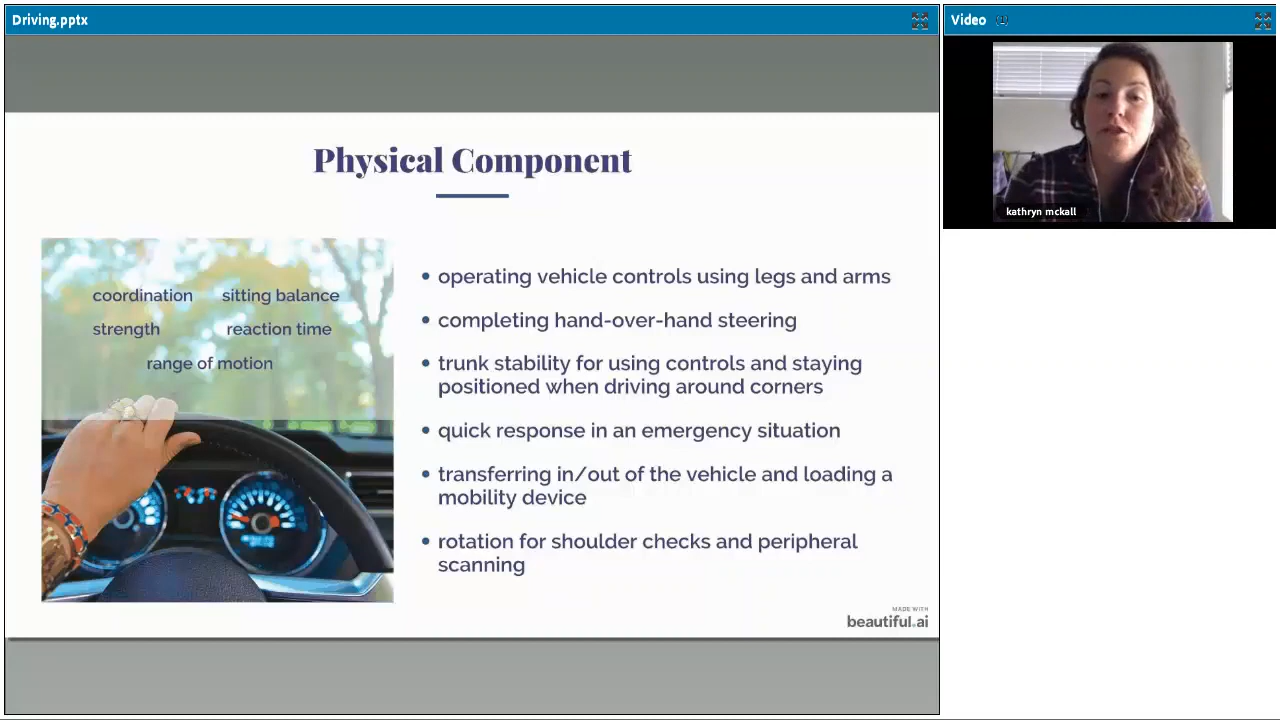 Driving.pptx
Video (1)
kathryn mckall
Physical Component
coordination sitting balance
strength reaction time
range of motion
• operating vehicle controls using legs and arms
• completing hand-over-hand steering
• trunk stability for using controls and staying
positioned when driving around corners
• quick response in an emergency situation
• transferring in/out of the vehicle and loading a
mobility device
• rotation for shoulder checks and peripheral
scanning
MADE WITH
beautiful.ai